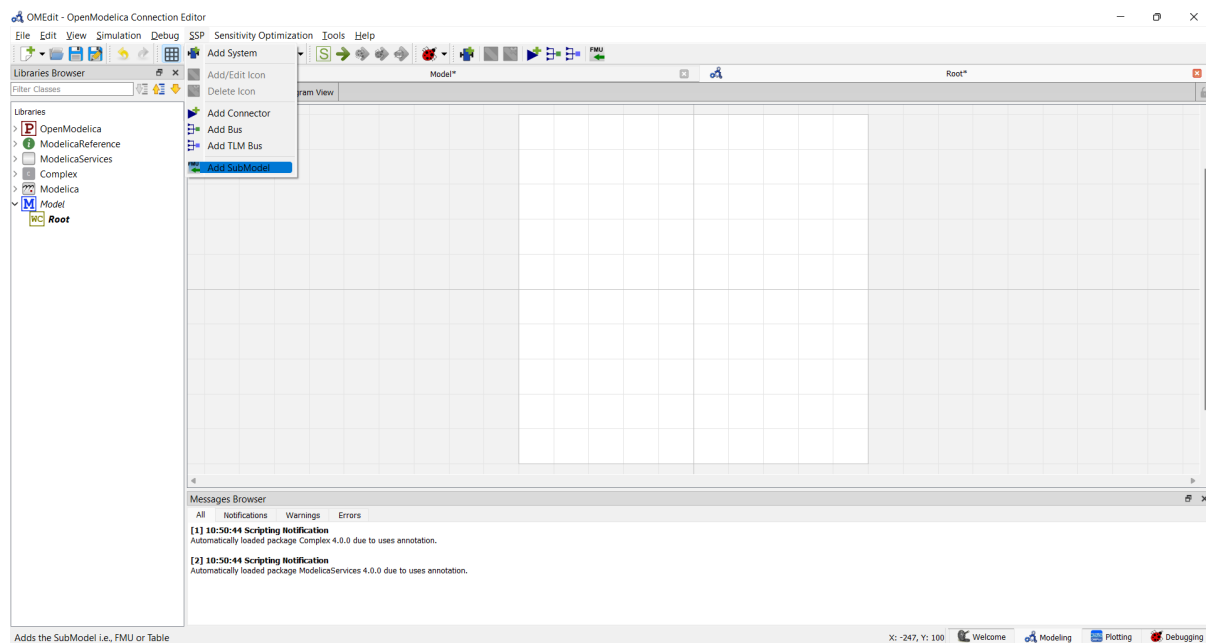 OMEdit - OpenModelica Connection Editor
File Edit View Simulation Debug SSP Sensitivity Optimization Tools Help
S
FMU
Libraries Browser
Model*
Root*
Filter Classes
gram View
Add System
Add/Edit Icon
Delete Icon
Add Connector
Add Bus
Add TLM Bus
FMU Add SubModel
Libraries
P OpenModelica
i ModelicaReference
ModelicaServices
C Complex
Modelica
M Model
WC Root
Messages Browser
All Notifications Warnings Errors
[1] 10:50:44 Scripting Notification
Automatically loaded package Complex 4.0.0 due to uses annotation.
[2] 10:50:44 Scripting Notification
Automatically loaded package ModelicaServices 4.0.0 due to uses annotation.
Adds the SubModel i.e., FMU or Table
X: -247, Y: 100 Welcome Modeling Plotting Debugging